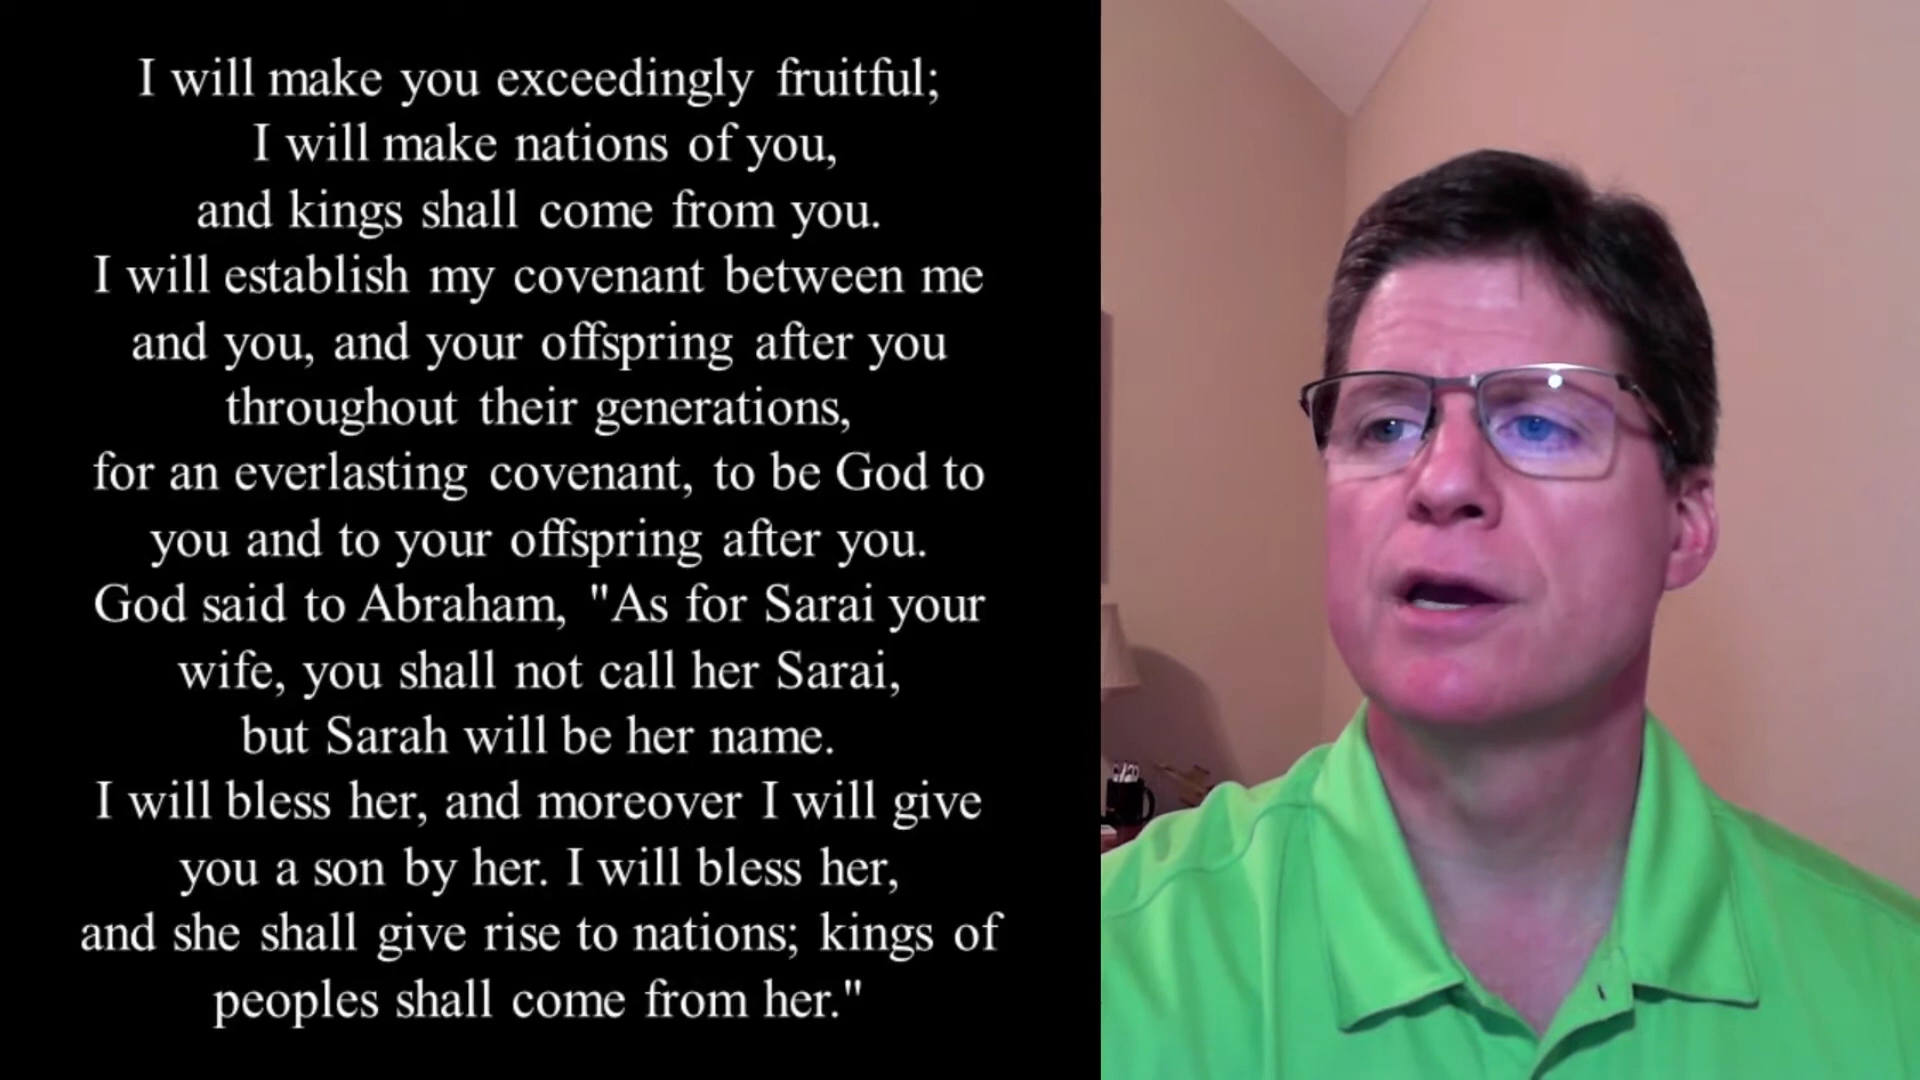 I will make you exceedingly fruitful;
I will make nations of you,
and kings shall come from you.
I will establish my covenant between me
and you, and your offspring after you
throughout their generations,
for an everlasting covenant, to be God to
you and to your offspring after you.
God said to Abraham, "As for Sarai your
wife, you shall not call her Sarai,
but Sarah will be her name.
I will bless her, and moreover I will give
you a son by her. I will bless her,
and she shall give rise to nations; kings of
peoples shall come from her."